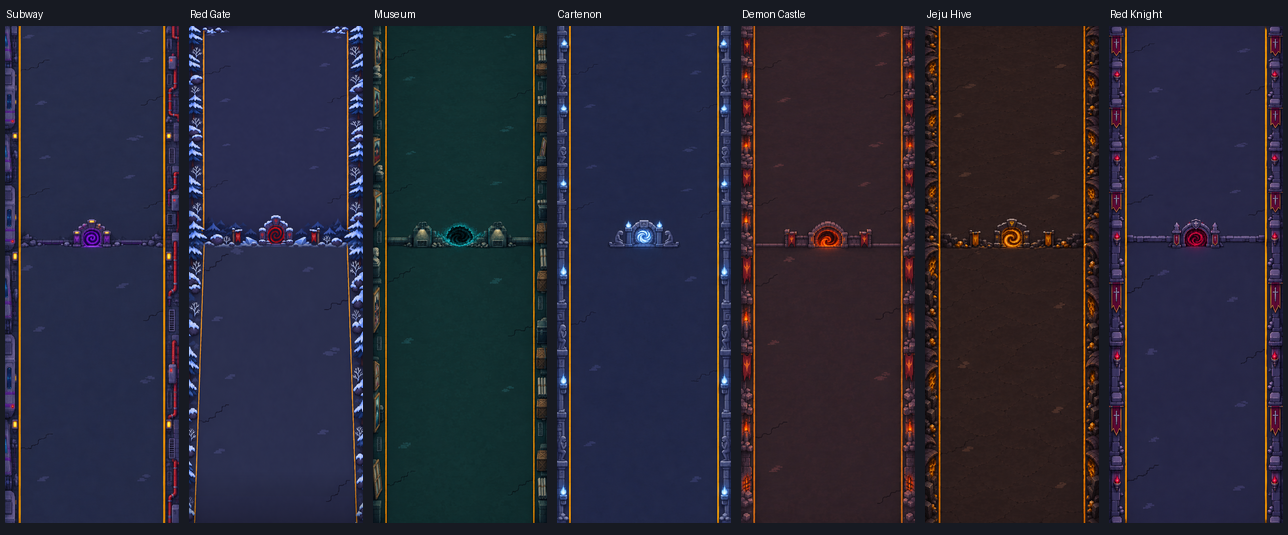 Subway
Red Gate
Museum
Cartenon
Demon Castle
Jeju Hive
Red Knight